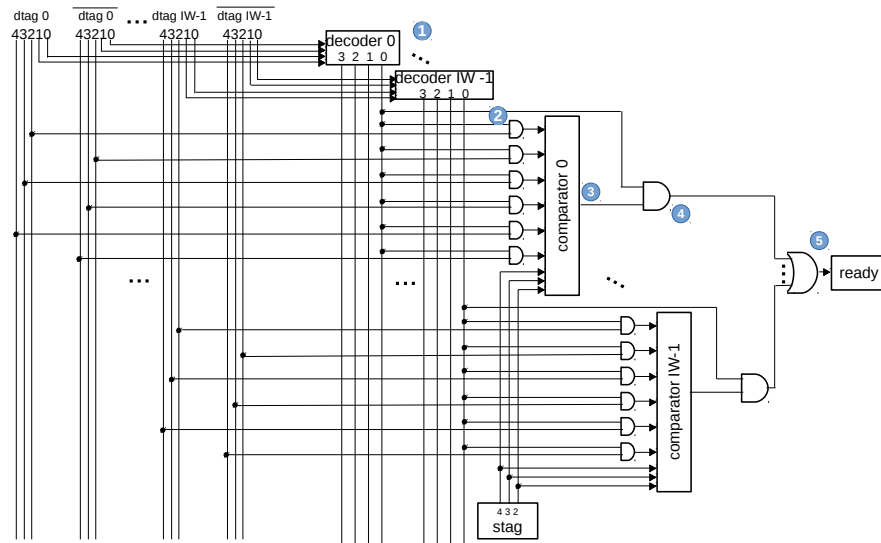 dtag 0 dtag 0 ... dtag IW-1 dtag IW-1
43210 43210 43210 43210
1
decoder 0
3 2 1 0
...
decoder IW -1
3 2 1 0
2
comparator 0
3
4
5
ready
... ... ...
comparator IW-1
4 3 2
stag